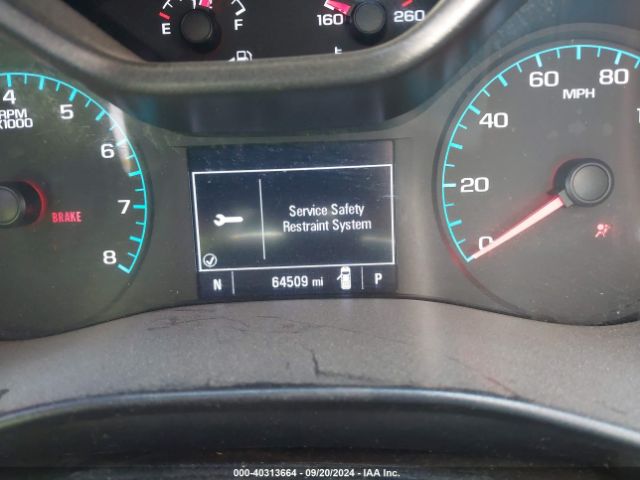 E F
160 260
4 5 6 7 8
RPM
X1000
BRAKE
Service Safety
Restraint System
N 64509 mi P
0 20 40 60 80
MPH
000-40313664 - 09/20/2024 - IAA Inc.